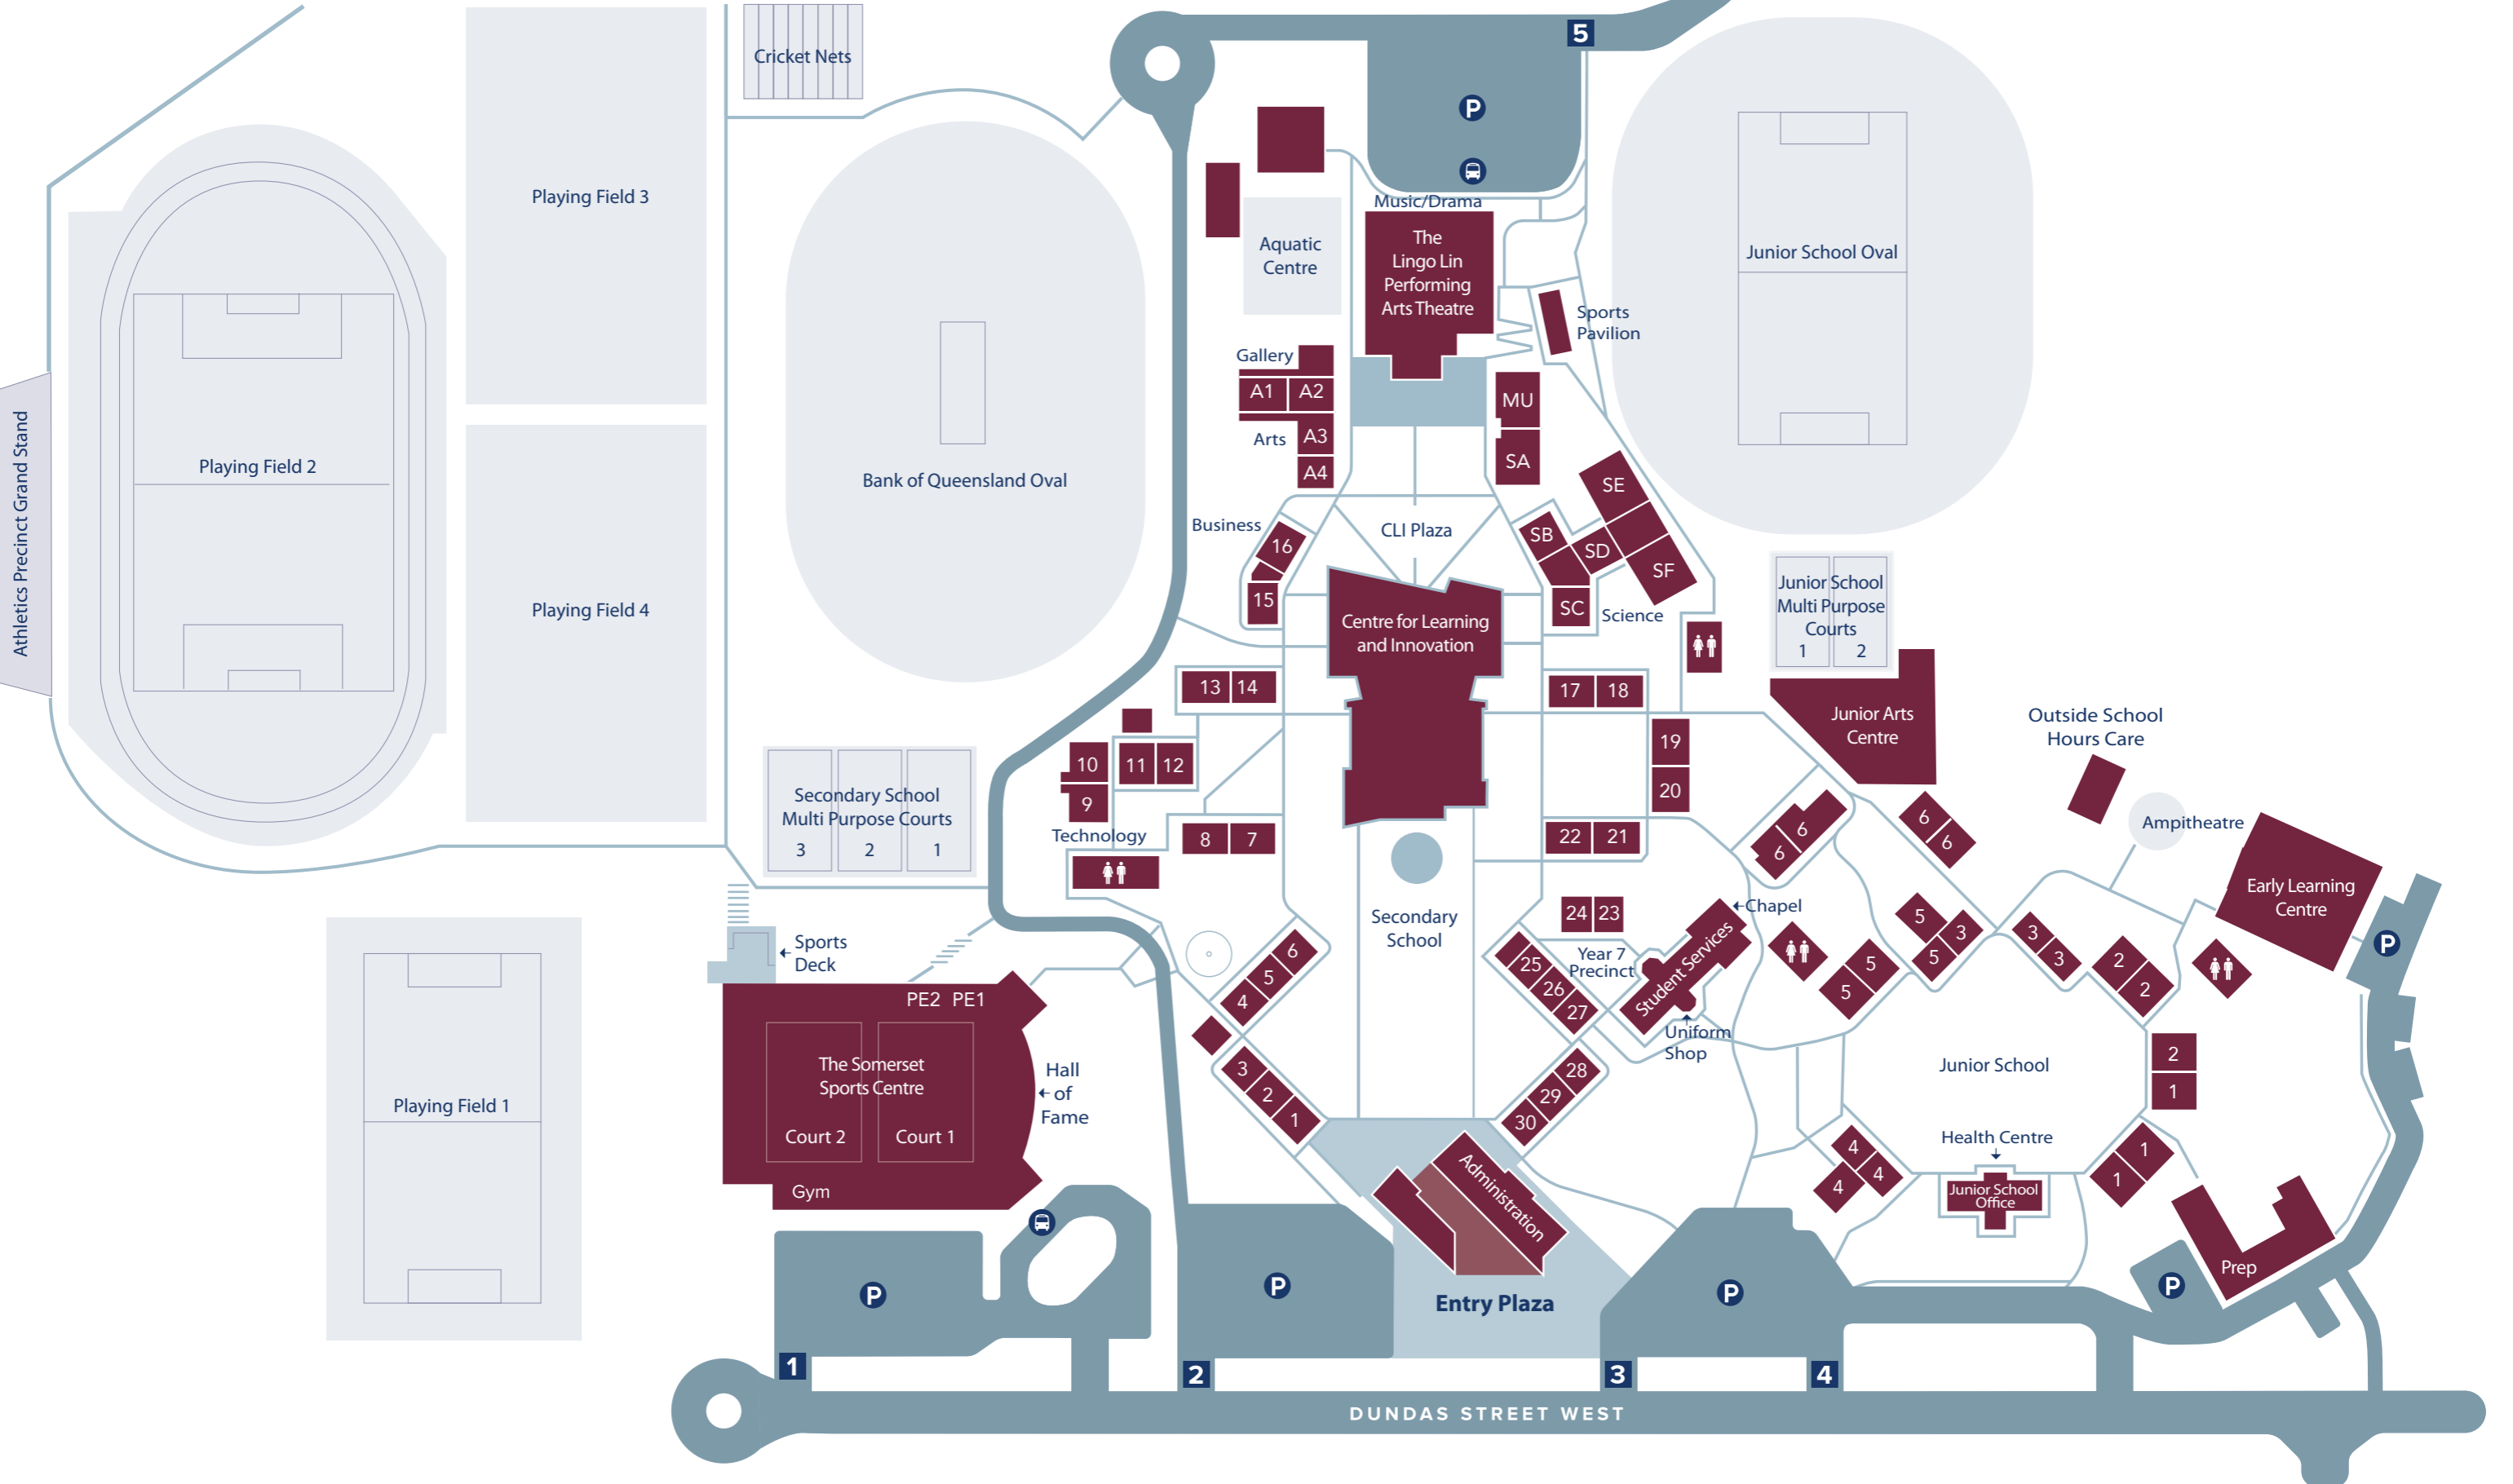 5
Cricket Nets
P
Playing Field 3
Music/Drama
The
Lingo Lin
Performing
Arts Theatre
Aquatic
Centre
Junior School Oval
Sports
Pavilion
Gallery
A1
A2
MU
Arts
A3
A4
SA
Athletics Precinct Grand Stand
Playing Field 2
Bank of Queensland Oval
SE
Business
16
CLI Plaza
SB
SD
SF
15
SC
Science
Playing Field 4
Centre for Learning
and Innovation
Junior School
Multi Purpose
Courts
1
2
13
14
17
18
Junior Arts
Centre
Outside School
Hours Care
19
20
10
9
11
12
Technology
Secondary School
Multi Purpose Courts
3
2
1
8
7
22
21
6
6
6
6
Ampitheatre
Early Learning
Centre
P
Secondary
School
24
23
Chapel
Student Services
Year 7
Precinct
Uniform
Shop
5
3
5
5
5
3
3
2
2
Sports
Deck
6
5
4
25
26
27
PE2
PE1
The Somerset
Sports Centre
Hall
of
Fame
Court 2
Court 1
Gym
3
2
1
28
29
30
Junior School
2
1
Playing Field 1
Administration
4
4
4
Health Centre
Junior School
Office
1
1
Prep
P
P
P
P
Entry Plaza
1
2
3
4
DUNDAS STREET WEST